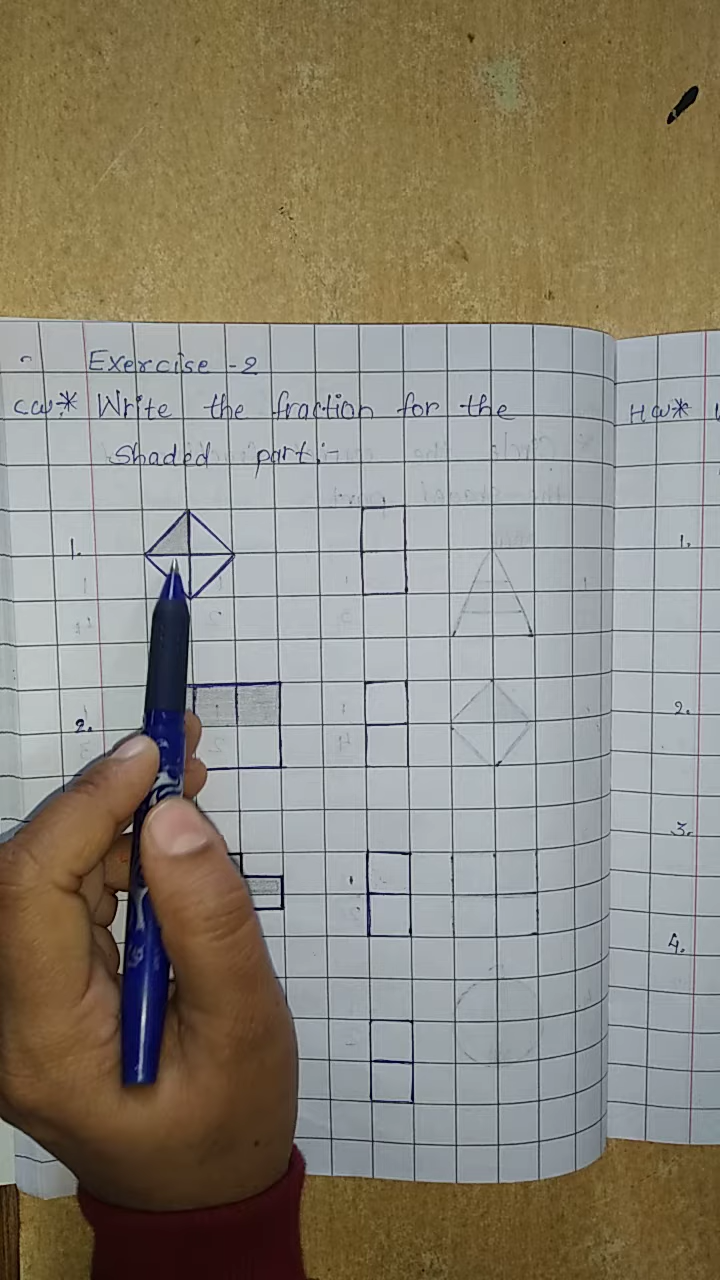 Exercise -2
CW* Write the fraction for the
Shaded part:-
HW*
1.
1.
2.
2.
3.
4.